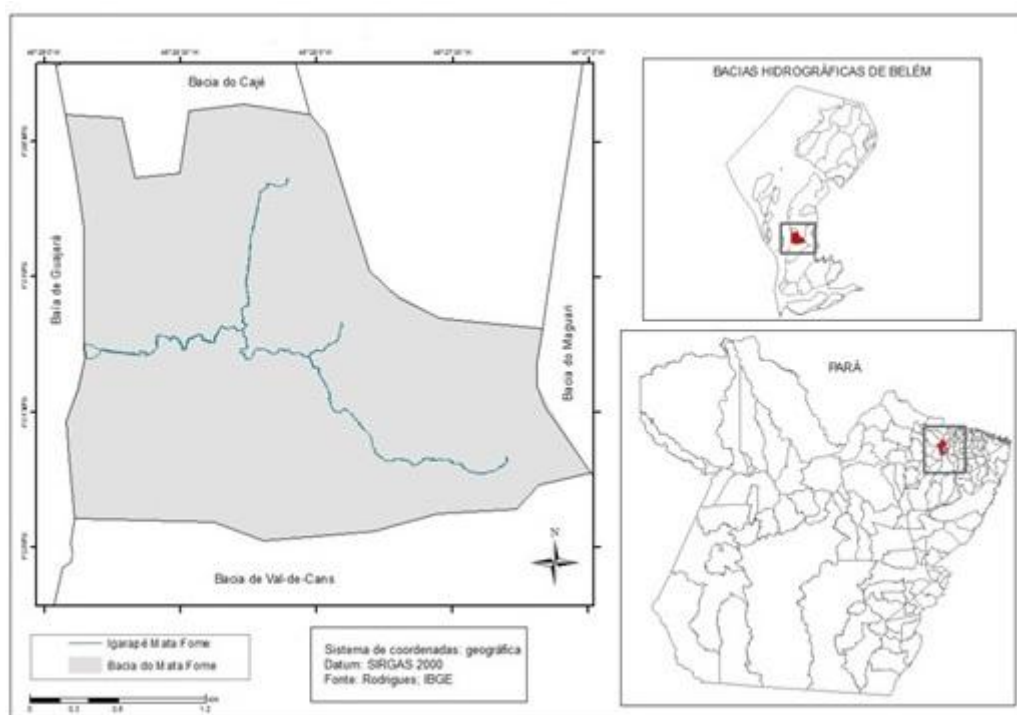 Bacia do Cajé
Baía de Guajará
Bacia do Maguari
Bacia de Val-de-Cans
N
Igarapé Mata Fome
Bacia do Mata Fome
Sistema de coordenadas: geográfica
Datum: SIRGAS 2000
Fonte: Rodrigues; IBGE
BACIAS HIDROGRÁFICAS DE BELÉM
PARÁ